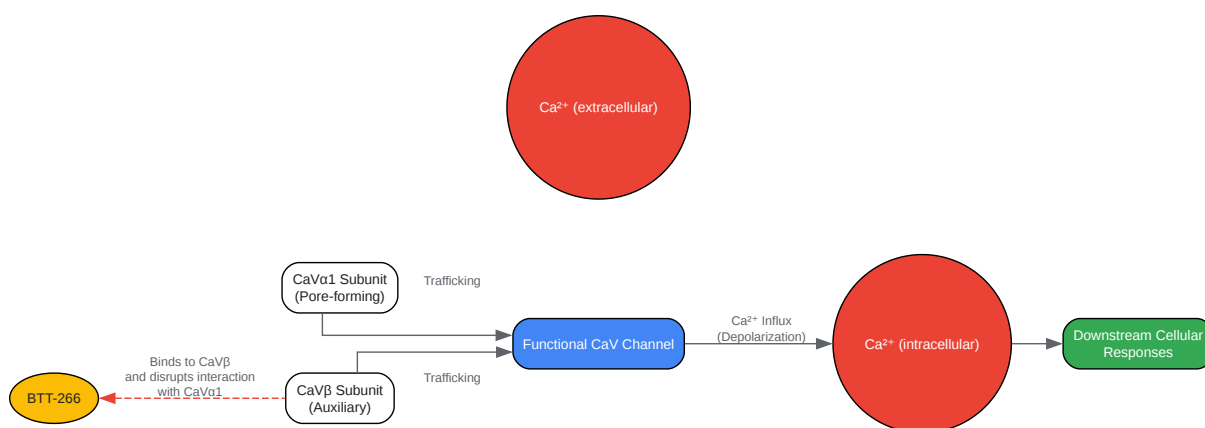 Ca²⁺ (extracellular)
CaVα1 Subunit
(Pore-forming)
Trafficking
Ca²⁺ Influx
(Depolarization)
Functional CaV Channel
Ca²⁺ (intracellular)
Downstream Cellular
Responses
Binds to CaVβ
and disrupts interaction
with CaVα1
Trafficking
BTT-266
CaVβ Subunit
(Auxiliary)